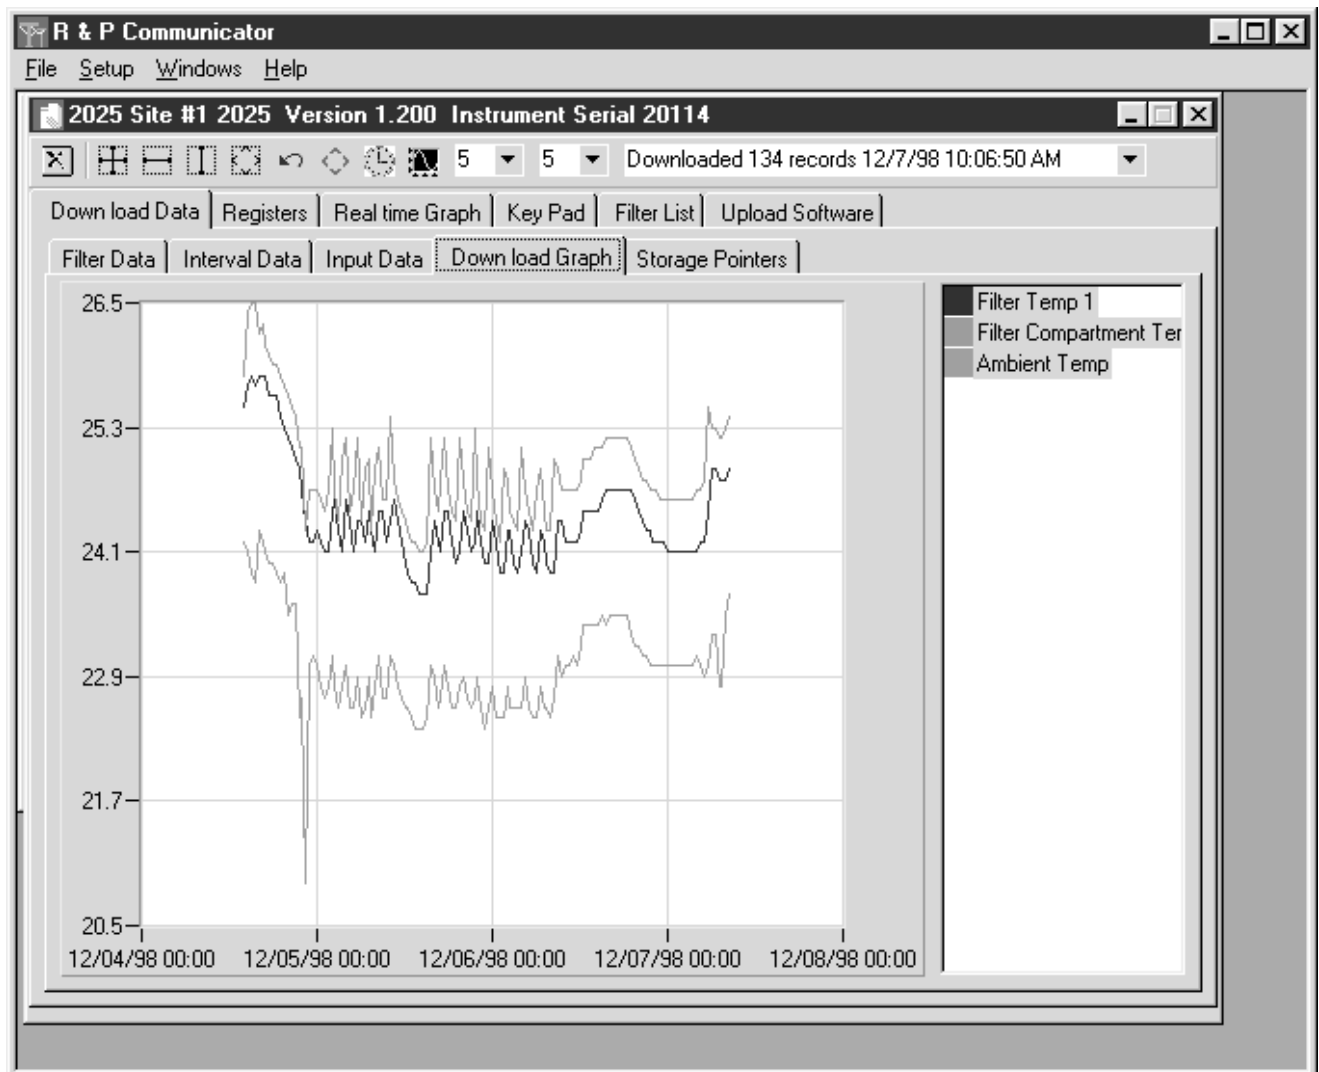 R & P Communicator
File Setup Windows Help
2025 Site #1 2025 Version 1.200 Instrument Serial 20114
5 5 Downloaded 134 records 12/7/98 10:06:50 AM
Down load Data Registers Real time Graph Key Pad Filter List Upload Software
Filter Data Interval Data Input Data Down load Graph Storage Pointers
26.5
Filter Temp 1
Filter Compartment Ter
Ambient Temp
25.3
24.1
22.9
21.7
20.5
12/04/98 00:00 12/05/98 00:00 12/06/98 00:00 12/07/98 00:00 12/08/98 00:00